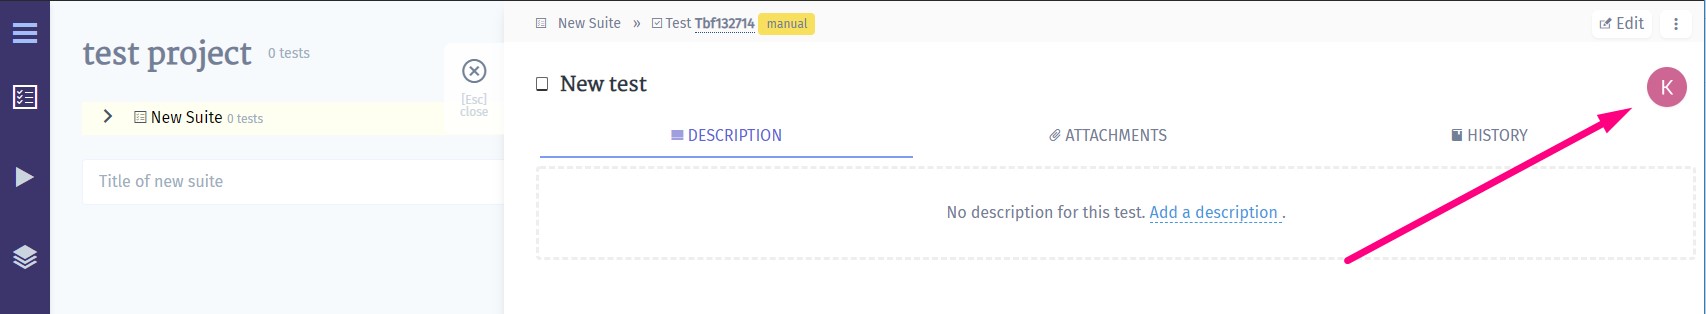 test project 0 tests
New Suite 0 tests
Title of new suite
[Esc]
close
New Suite » Test Tbf132714 manual
Edit
New test
K
DESCRIPTION
ATTACHMENTS
HISTORY
No description for this test. Add a description .